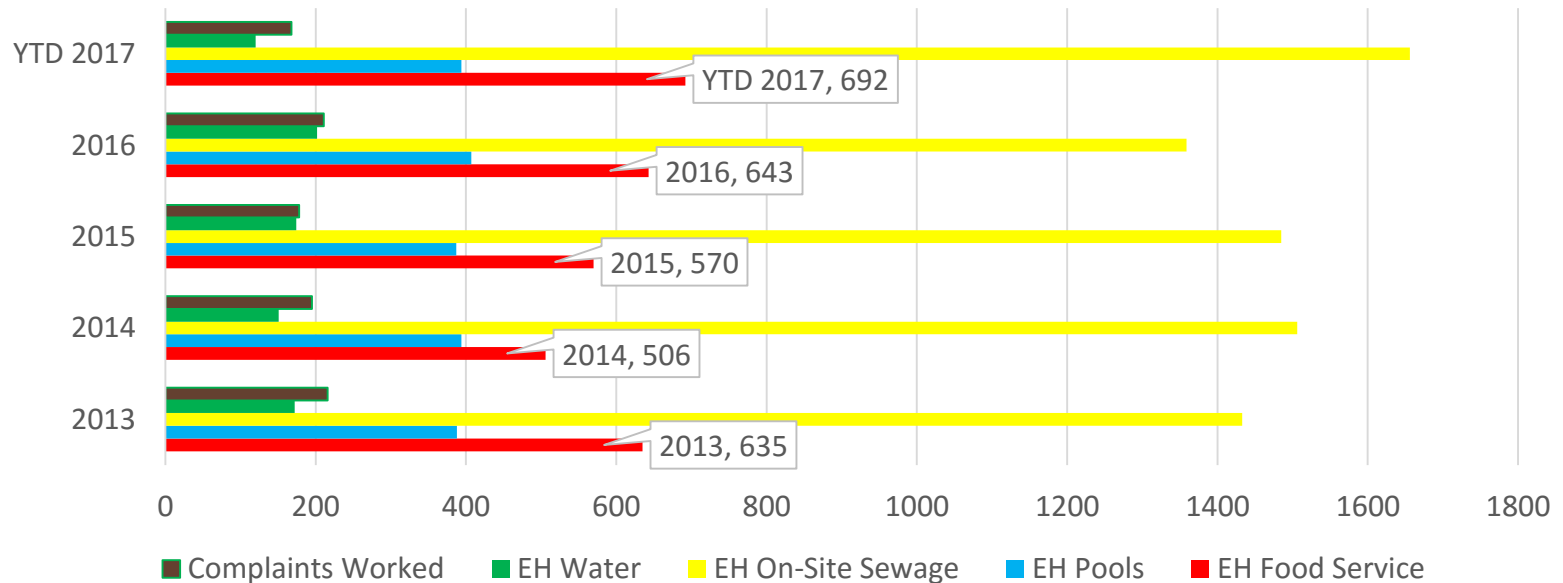 YTD 2017
YTD 2017, 692
2016
2016, 643
2015
2015, 570
2014
2014, 506
2013
2013, 635
0 200 400 600 800 1000 1200 1400 1600 1800
Complaints Worked EH Water EH On-Site Sewage EH Pools EH Food Service